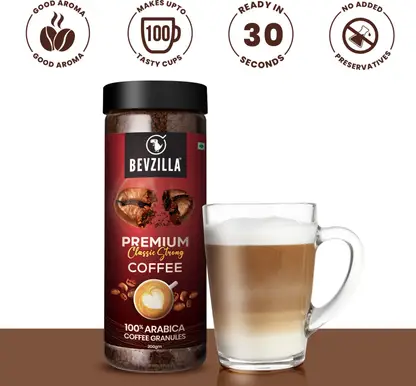 GOOD AROMA
GOOD AROMA
MAKES UPTO
100
TASTY CUPS
READY IN
30
SECONDS
NO ADDED
PRESERVATIVES
BEVZILLA
PREMIUM
Classic Strong
COFFEE
100% ARABICA
COFFEE GRANULES
200gm